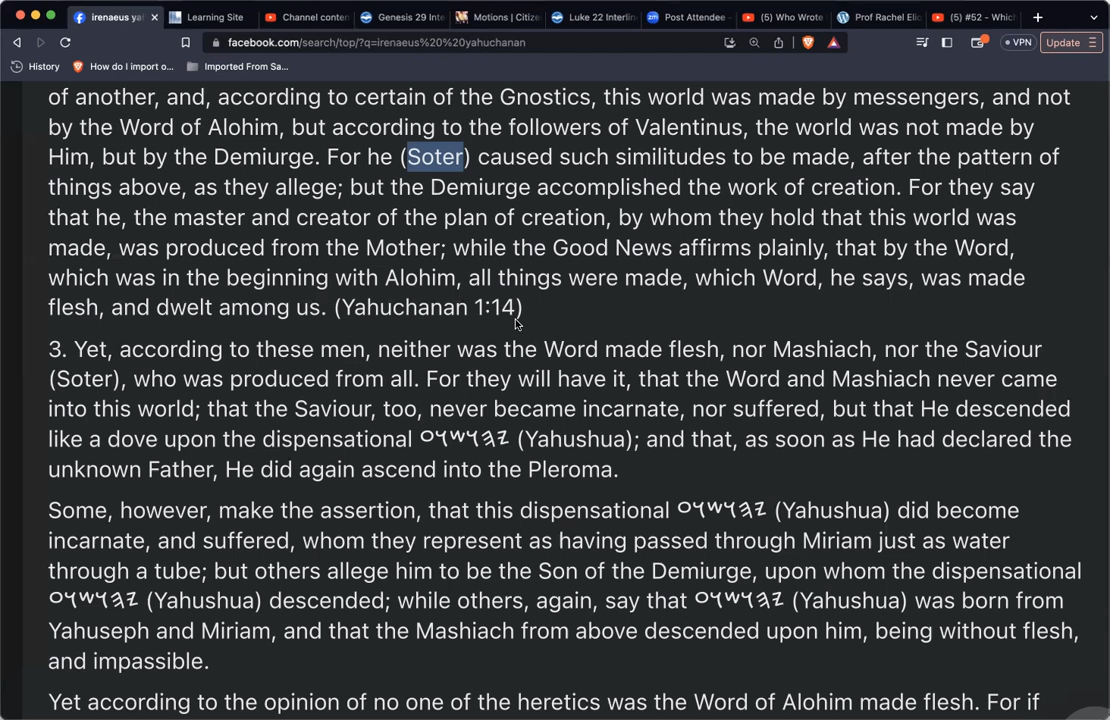 irenaeus ya
Learning Site
Channel conten
Genesis 29 Inte
Motions | Citize
Luke 22 Interlin
Post Attendee -
(5) Who Wrote
Prof Rachel Elio
(5) #52 - Which
facebook.com/search/top/?q=irenaeus%20%20yahuchanan
VPN
Update
History
How do I import o...
Imported From Sa...
of another, and, according to certain of the Gnostics, this world was made by messengers, and not
by the Word of Alohim, but according to the followers of Valentinus, the world was not made by
Him, but by the Demiurge. For he (Soter) caused such similitudes to be made, after the pattern of
things above, as they allege; but the Demiurge accomplished the work of creation. For they say
that he, the master and creator of the plan of creation, by whom they hold that this world was
made, was produced from the Mother; while the Good News affirms plainly, that by the Word,
which was in the beginning with Alohim, all things were made, which Word, he says, was made
flesh, and dwelt among us. (Yahuchanan 1:14)
3. Yet, according to these men, neither was the Word made flesh, nor Mashiach, nor the Saviour
(Soter), who was produced from all. For they will have it, that the Word and Mashiach never came
into this world; that the Saviour, too, never became incarnate, nor suffered, but that He descended
like a dove upon the dispensational 𐤏𐤅𐤔𐤅𐤄𐤉 (Yahushua); and that, as soon as He had declared the
unknown Father, He did again ascend into the Pleroma.
Some, however, make the assertion, that this dispensational 𐤏𐤅𐤔𐤅𐤄𐤉 (Yahushua) did become
incarnate, and suffered, whom they represent as having passed through Miriam just as water
through a tube; but others allege him to be the Son of the Demiurge, upon whom the dispensational
𐤏𐤅𐤔𐤅𐤄𐤉 (Yahushua) descended; while others, again, say that 𐤏𐤅𐤔𐤅𐤄𐤉 (Yahushua) was born from
Yahuseph and Miriam, and that the Mashiach from above descended upon him, being without flesh,
and impassible.
Yet according to the opinion of no one of the heretics was the Word of Alohim made flesh. For if